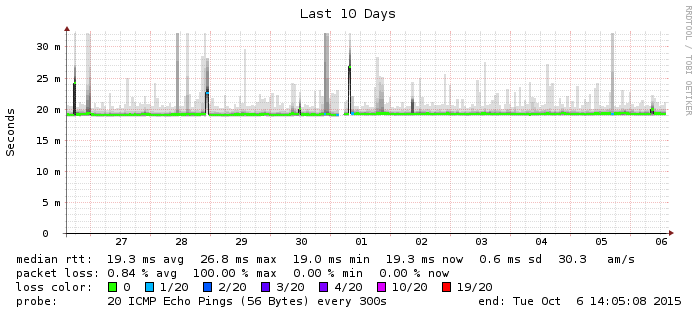 Last 10 Days
RRDTOOL / TOBI OETIKER
Seconds
30 m
25 m
20 m
15 m
10 m
5 m
0
27 28 29 30 01 02 03 04 05 06
median rtt: 19.3 ms avg 26.8 ms max 19.0 ms min 19.3 ms now 0.6 ms sd 30.3 am/s
packet loss: 0.84 % avg 100.00 % max 0.00 % min 0.00 % now
loss color: 0 1/20 2/20 3/20 4/20 10/20 19/20
probe: 20 ICMP Echo Pings (56 Bytes) every 300s end: Tue Oct 6 14:05:08 2015